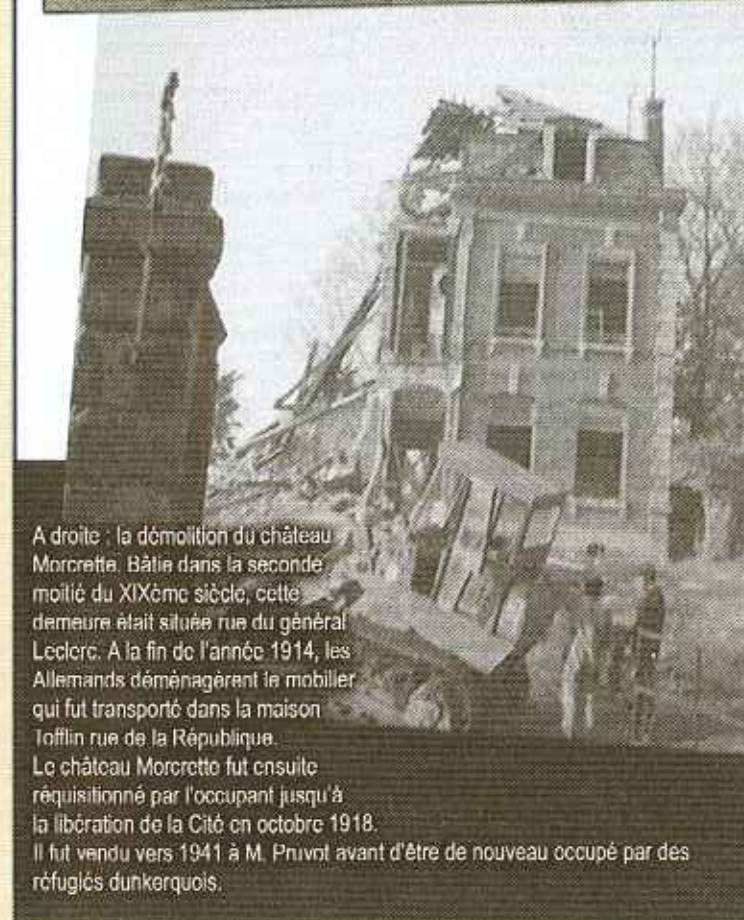 A droite : la démolition du château
Morcrette. Bâtie dans la seconde
moitié du XIXème siècle, cette
demeure était située rue du général
Leclerc. A la fin de l'année 1914, les
Allemands déménagèrent le mobilier
qui fut transporté dans la maison
Tofflin rue de la République.
Le château Morcrette fut ensuite
réquisitionné par l'occupant jusqu'à
la libération de la Cité en octobre 1918.
Il fut vendu vers 1941 à M. Pruvot avant d'être de nouveau occupé par des
réfugiés dunkerquois.